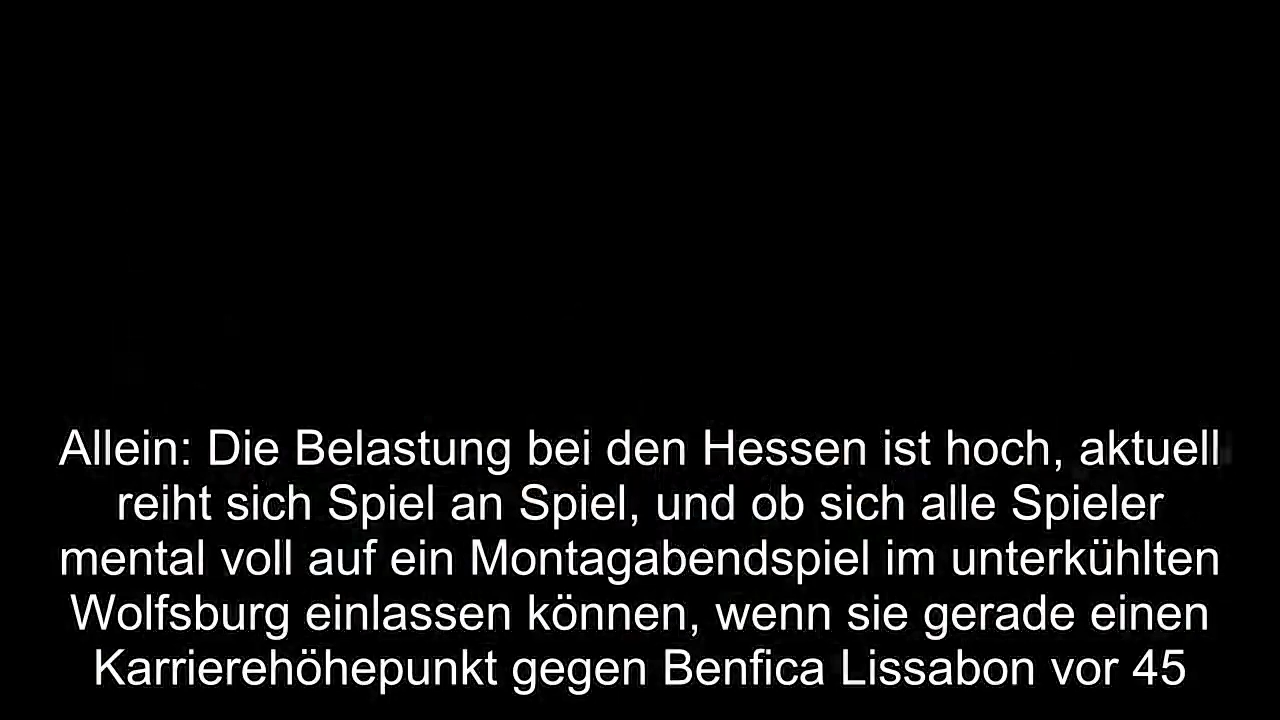 Allein: Die Belastung bei den Hessen ist hoch, aktuell
reiht sich Spiel an Spiel, und ob sich alle Spieler
mental voll auf ein Montagabendspiel im unterkühlten
Wolfsburg einlassen können, wenn sie gerade einen
Karrierehöhepunkt gegen Benfica Lissabon vor 45